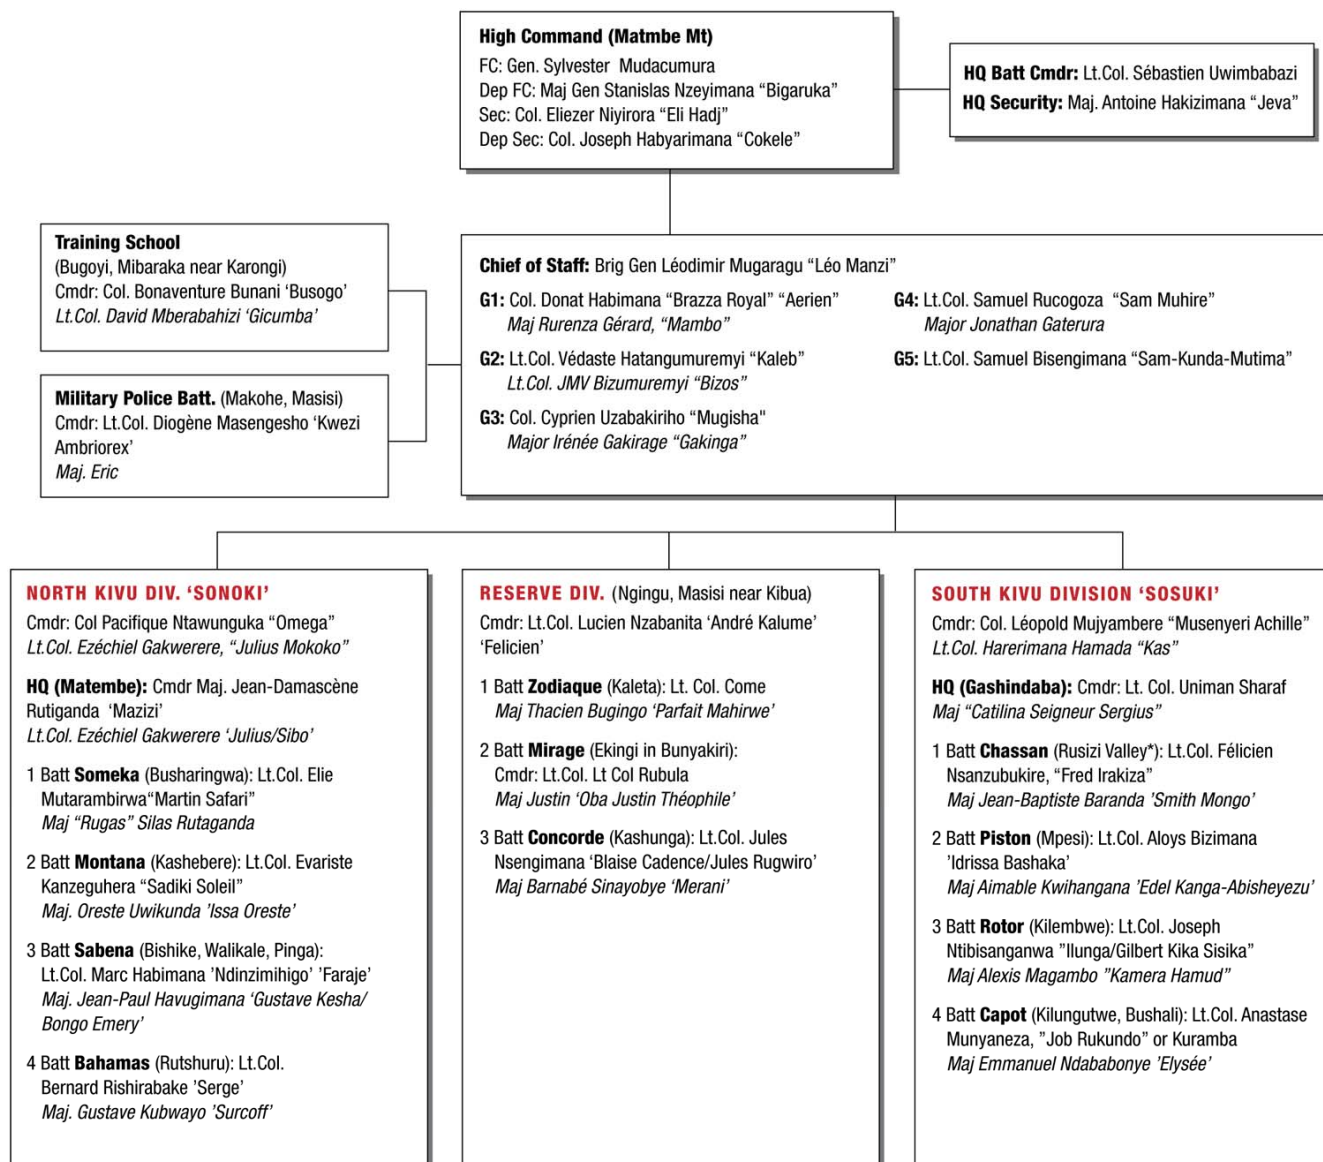 High Command (Matmbe Mt)
FC: Gen. Sylvester Mudacumura
Dep FC: Maj Gen Stanislas Nzeyimana “Bigaruka”
Sec: Col. Eliezer Niyirora “Eli Hadj”
Dep Sec: Col. Joseph Habyarimana “Cokele”
HQ Batt Cmdr: Lt.Col. Sébastien Uwimbabazi
HQ Security: Maj. Antoine Hakizimana “Jeva”
Training School
(Bugoyi, Mibaraka near Karongi)
Cmdr: Col. Bonaventure Bunani ‘Busogo’
Lt.Col. David Mberabahizi ‘Gicumba’
Military Police Batt. (Makohe, Masisi)
Cmdr: Lt.Col. Diogène Masengesho ‘Kwezi
Ambriorex’
Maj. Eric
Chief of Staff: Brig Gen Léodimir Mugaragu “Léo Manzi”
G1: Col. Donat Habimana “Brazza Royal” “Aerien”
Maj Rurenza Gérard, “Mambo”
G2: Lt.Col. Védaste Hatangumuremyi “Kaleb”
Lt.Col. JMV Bizumuremyi “Bizos”
G3: Col. Cyprien Uzabakiriho “Mugisha"
Major Irénée Gakirage “Gakinga”
G4: Lt.Col. Samuel Rucogoza “Sam Muhire”
Major Jonathan Gaterura
G5: Lt.Col. Samuel Bisengimana “Sam-Kunda-Mutima”
NORTH KIVU DIV. ‘SONOKI’
Cmdr: Col Pacifique Ntawunguka “Omega”
Lt.Col. Ezéchiel Gakwerere, “Julius Mokoko”
HQ (Matembe): Cmdr Maj. Jean-Damascène
Rutiganda ‘Mazizi’
Lt.Col. Ezéchiel Gakwerere ‘Julius/Sibo’
1 Batt Someka (Busharingwa): Lt.Col. Elie
Mutarambirwa“Martin Safari”
Maj “Rugas” Silas Rutaganda
2 Batt Montana (Kashebere): Lt.Col. Evariste
Kanzeguhera “Sadiki Soleil”
Maj. Oreste Uwikunda ’Issa Oreste’
3 Batt Sabena (Bishike, Walikale, Pinga):
Lt.Col. Marc Habimana ’Ndinzimihigo’ ’Faraje’
Maj. Jean-Paul Havugimana ‘Gustave Kesha/
Bongo Emery’
4 Batt Bahamas (Rutshuru): Lt.Col.
Bernard Rishirabake ’Serge’
Maj. Gustave Kubwayo ’Surcoff’
RESERVE DIV. (Ngingu, Masisi near Kibua)
Cmdr: Lt.Col. Lucien Nzabanita ‘André Kalume’
‘Felicien’
1 Batt Zodiaque (Kaleta): Lt. Col. Come
Maj Thacien Bugingo ‘Parfait Mahirwe’
2 Batt Mirage (Ekingi in Bunyakiri):
Cmdr: Lt.Col. Lt Col Rubula
Maj Justin ‘Oba Justin Théophile’
3 Batt Concorde (Kashunga): Lt.Col. Jules
Nsengimana ‘Blaise Cadence/Jules Rugwiro’
Maj Barnabé Sinayobye ‘Merani’
SOUTH KIVU DIVISION ‘SOSUKI’
Cmdr: Col. Léopold Mujyambere “Musenyeri Achille”
Lt.Col. Harerimana Hamada “Kas”
HQ (Gashindaba): Cmdr: Lt. Col. Uniman Sharaf
Maj “Catilina Seigneur Sergius”
1 Batt Chassan (Rusizi Valley*): Lt.Col. Félicien
Nsanzubukire, “Fred Irakiza”
Maj Jean-Baptiste Baranda ’Smith Mongo’
2 Batt Piston (Mpesi): Lt.Col. Aloys Bizimana
’Idrissa Bashaka’
Maj Aimable Kwihangana ’Edel Kanga-Abisheyezu’
3 Batt Rotor (Kilembwe): Lt.Col. Joseph
Ntibisanganwa ”Ilunga/Gilbert Kika Sisika”
Maj Alexis Magambo ”Kamera Hamud”
4 Batt Capot (Kilungutwe, Bushali): Lt.Col. Anastase
Munyaneza, ”Job Rukundo” or Kuramba
Maj Emmanuel Ndababonye ’Elysée’